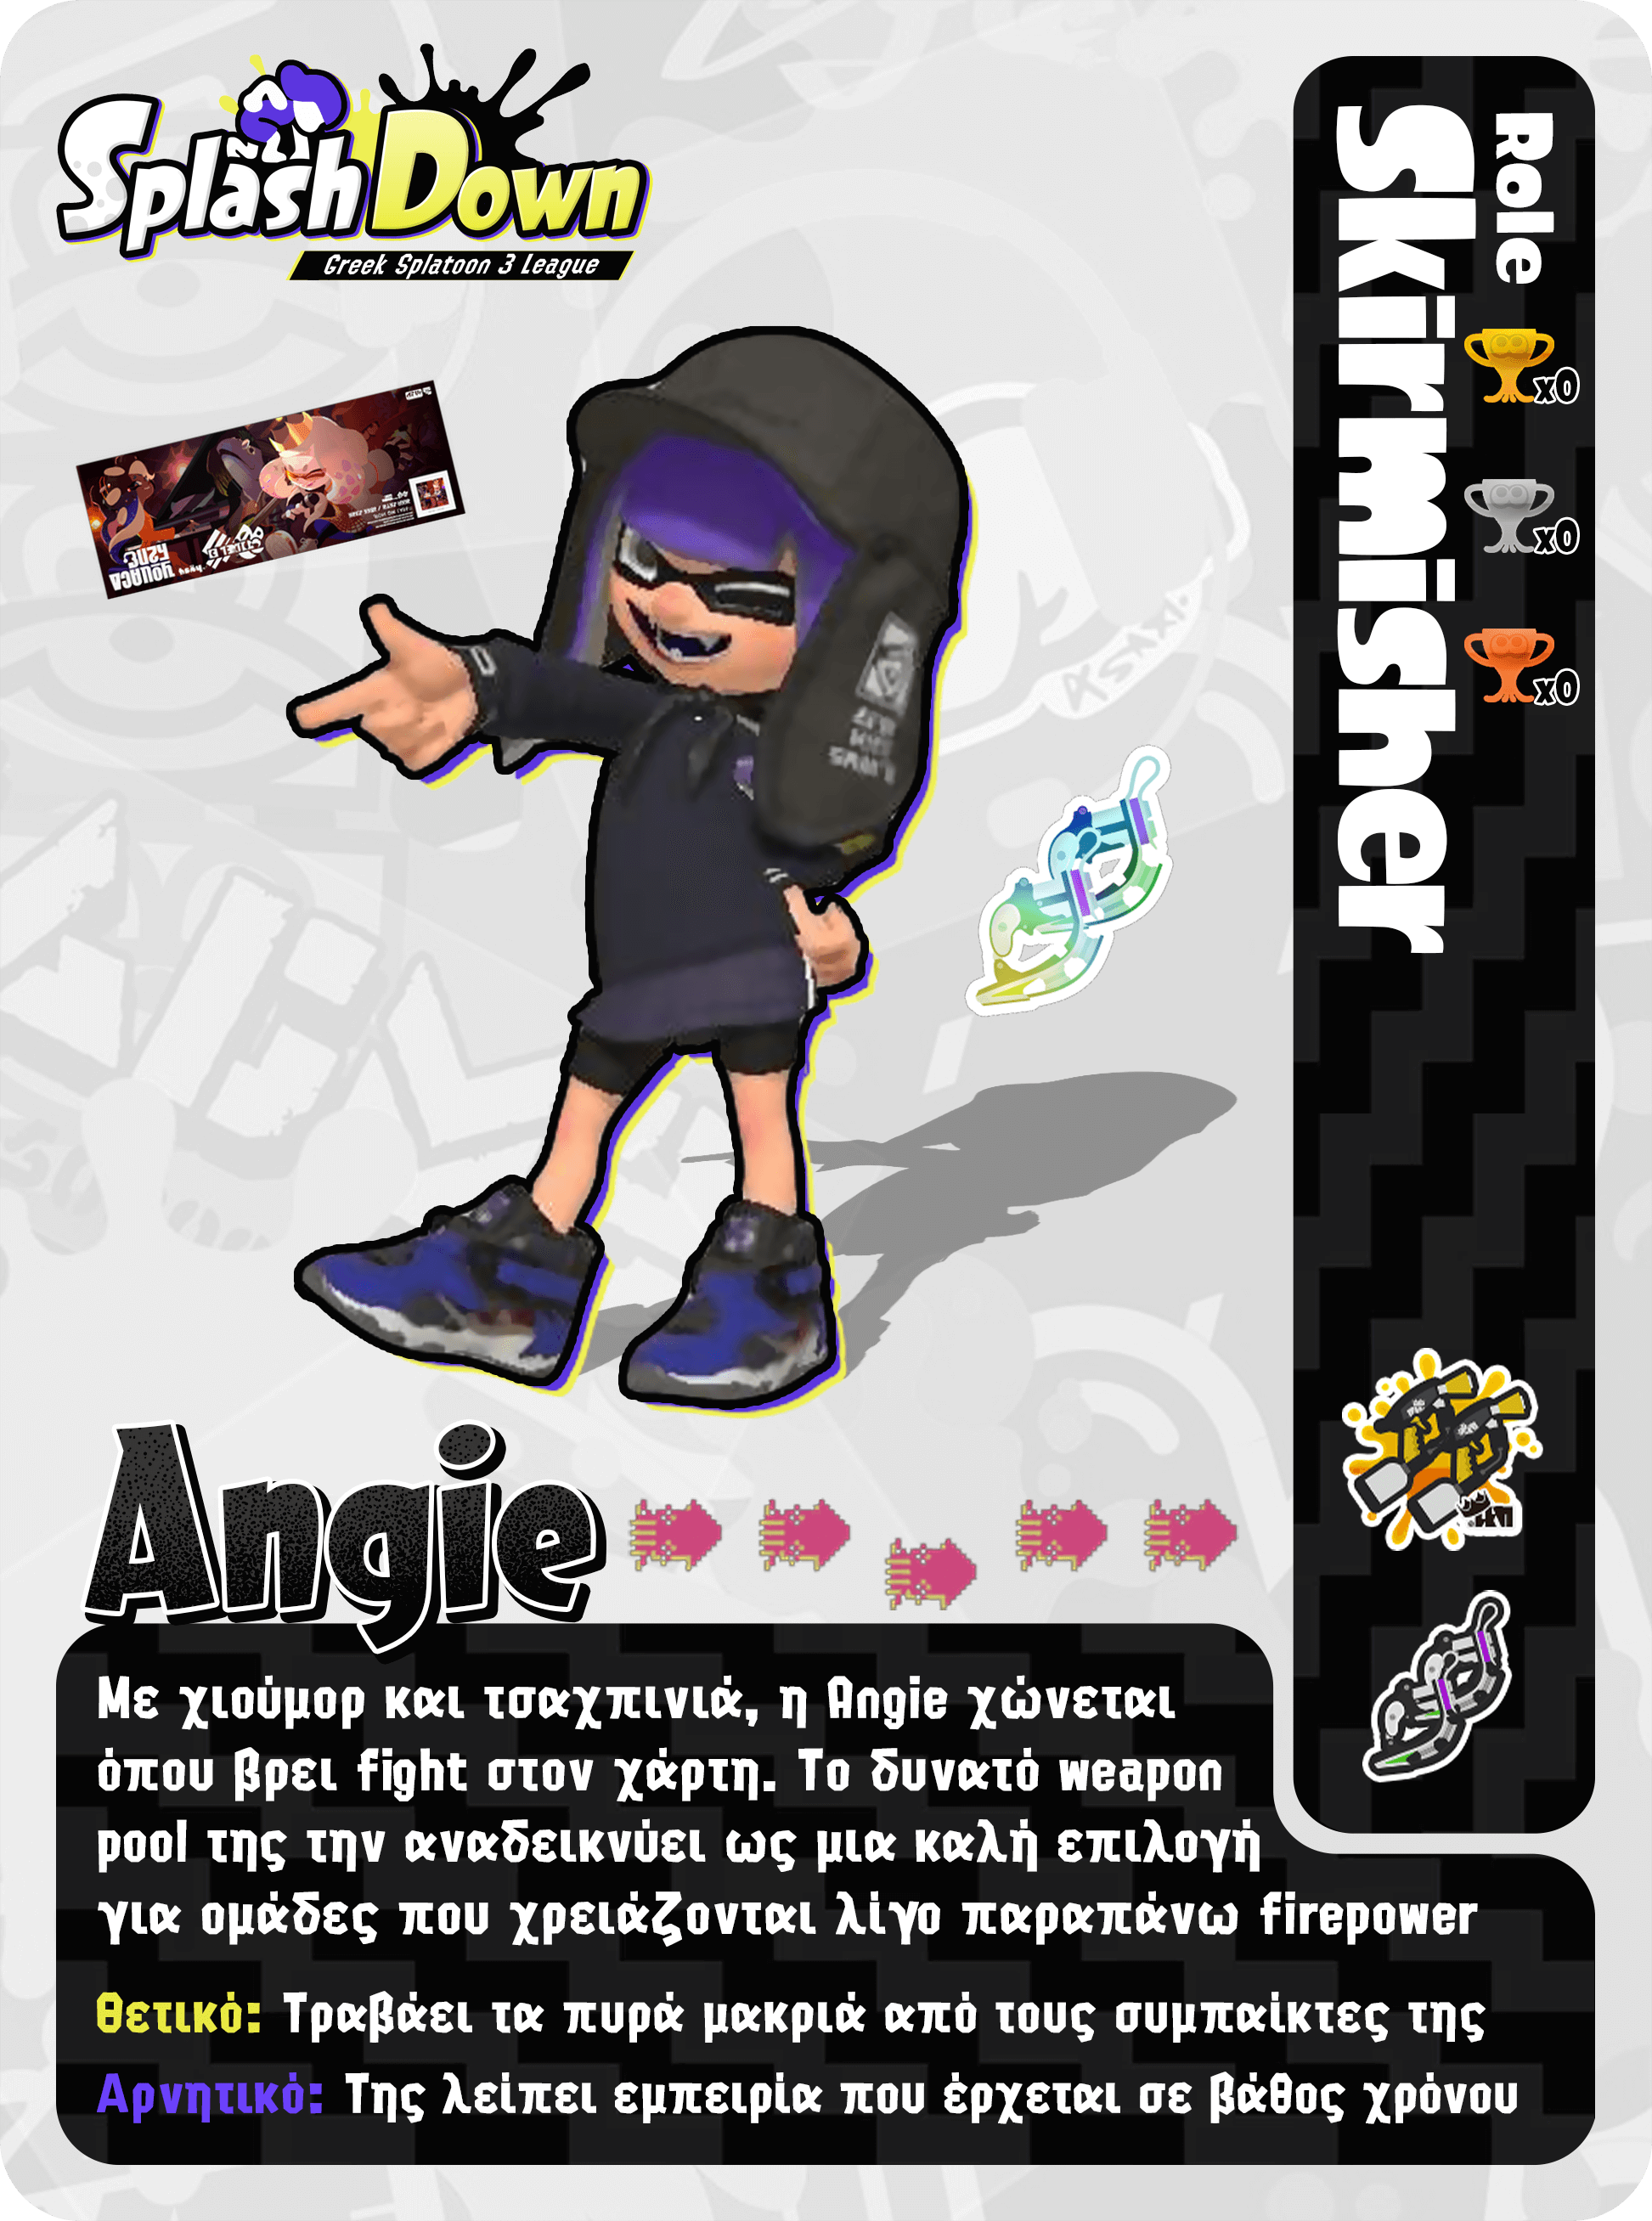 Splash Down
Greek Splatoon 3 League
Role
Skirmisher
x0
x0
x0
Angie
Με χιούμορ και τσαχπινιά, η Angie χώνεται
όπου βρει fight στον χάρτη. Το δυνατό weapon
pool της την αναδεικνύει ως μια καλή επιλογή
για ομάδες που χρειάζονται λίγο παραπάνω firepower
Θετικό: Τραβάει τα πυρά μακριά από τους συμπαίκτες της
Αρνητικό: Της λείπει εμπειρία που έρχεται σε βάθος χρόνου